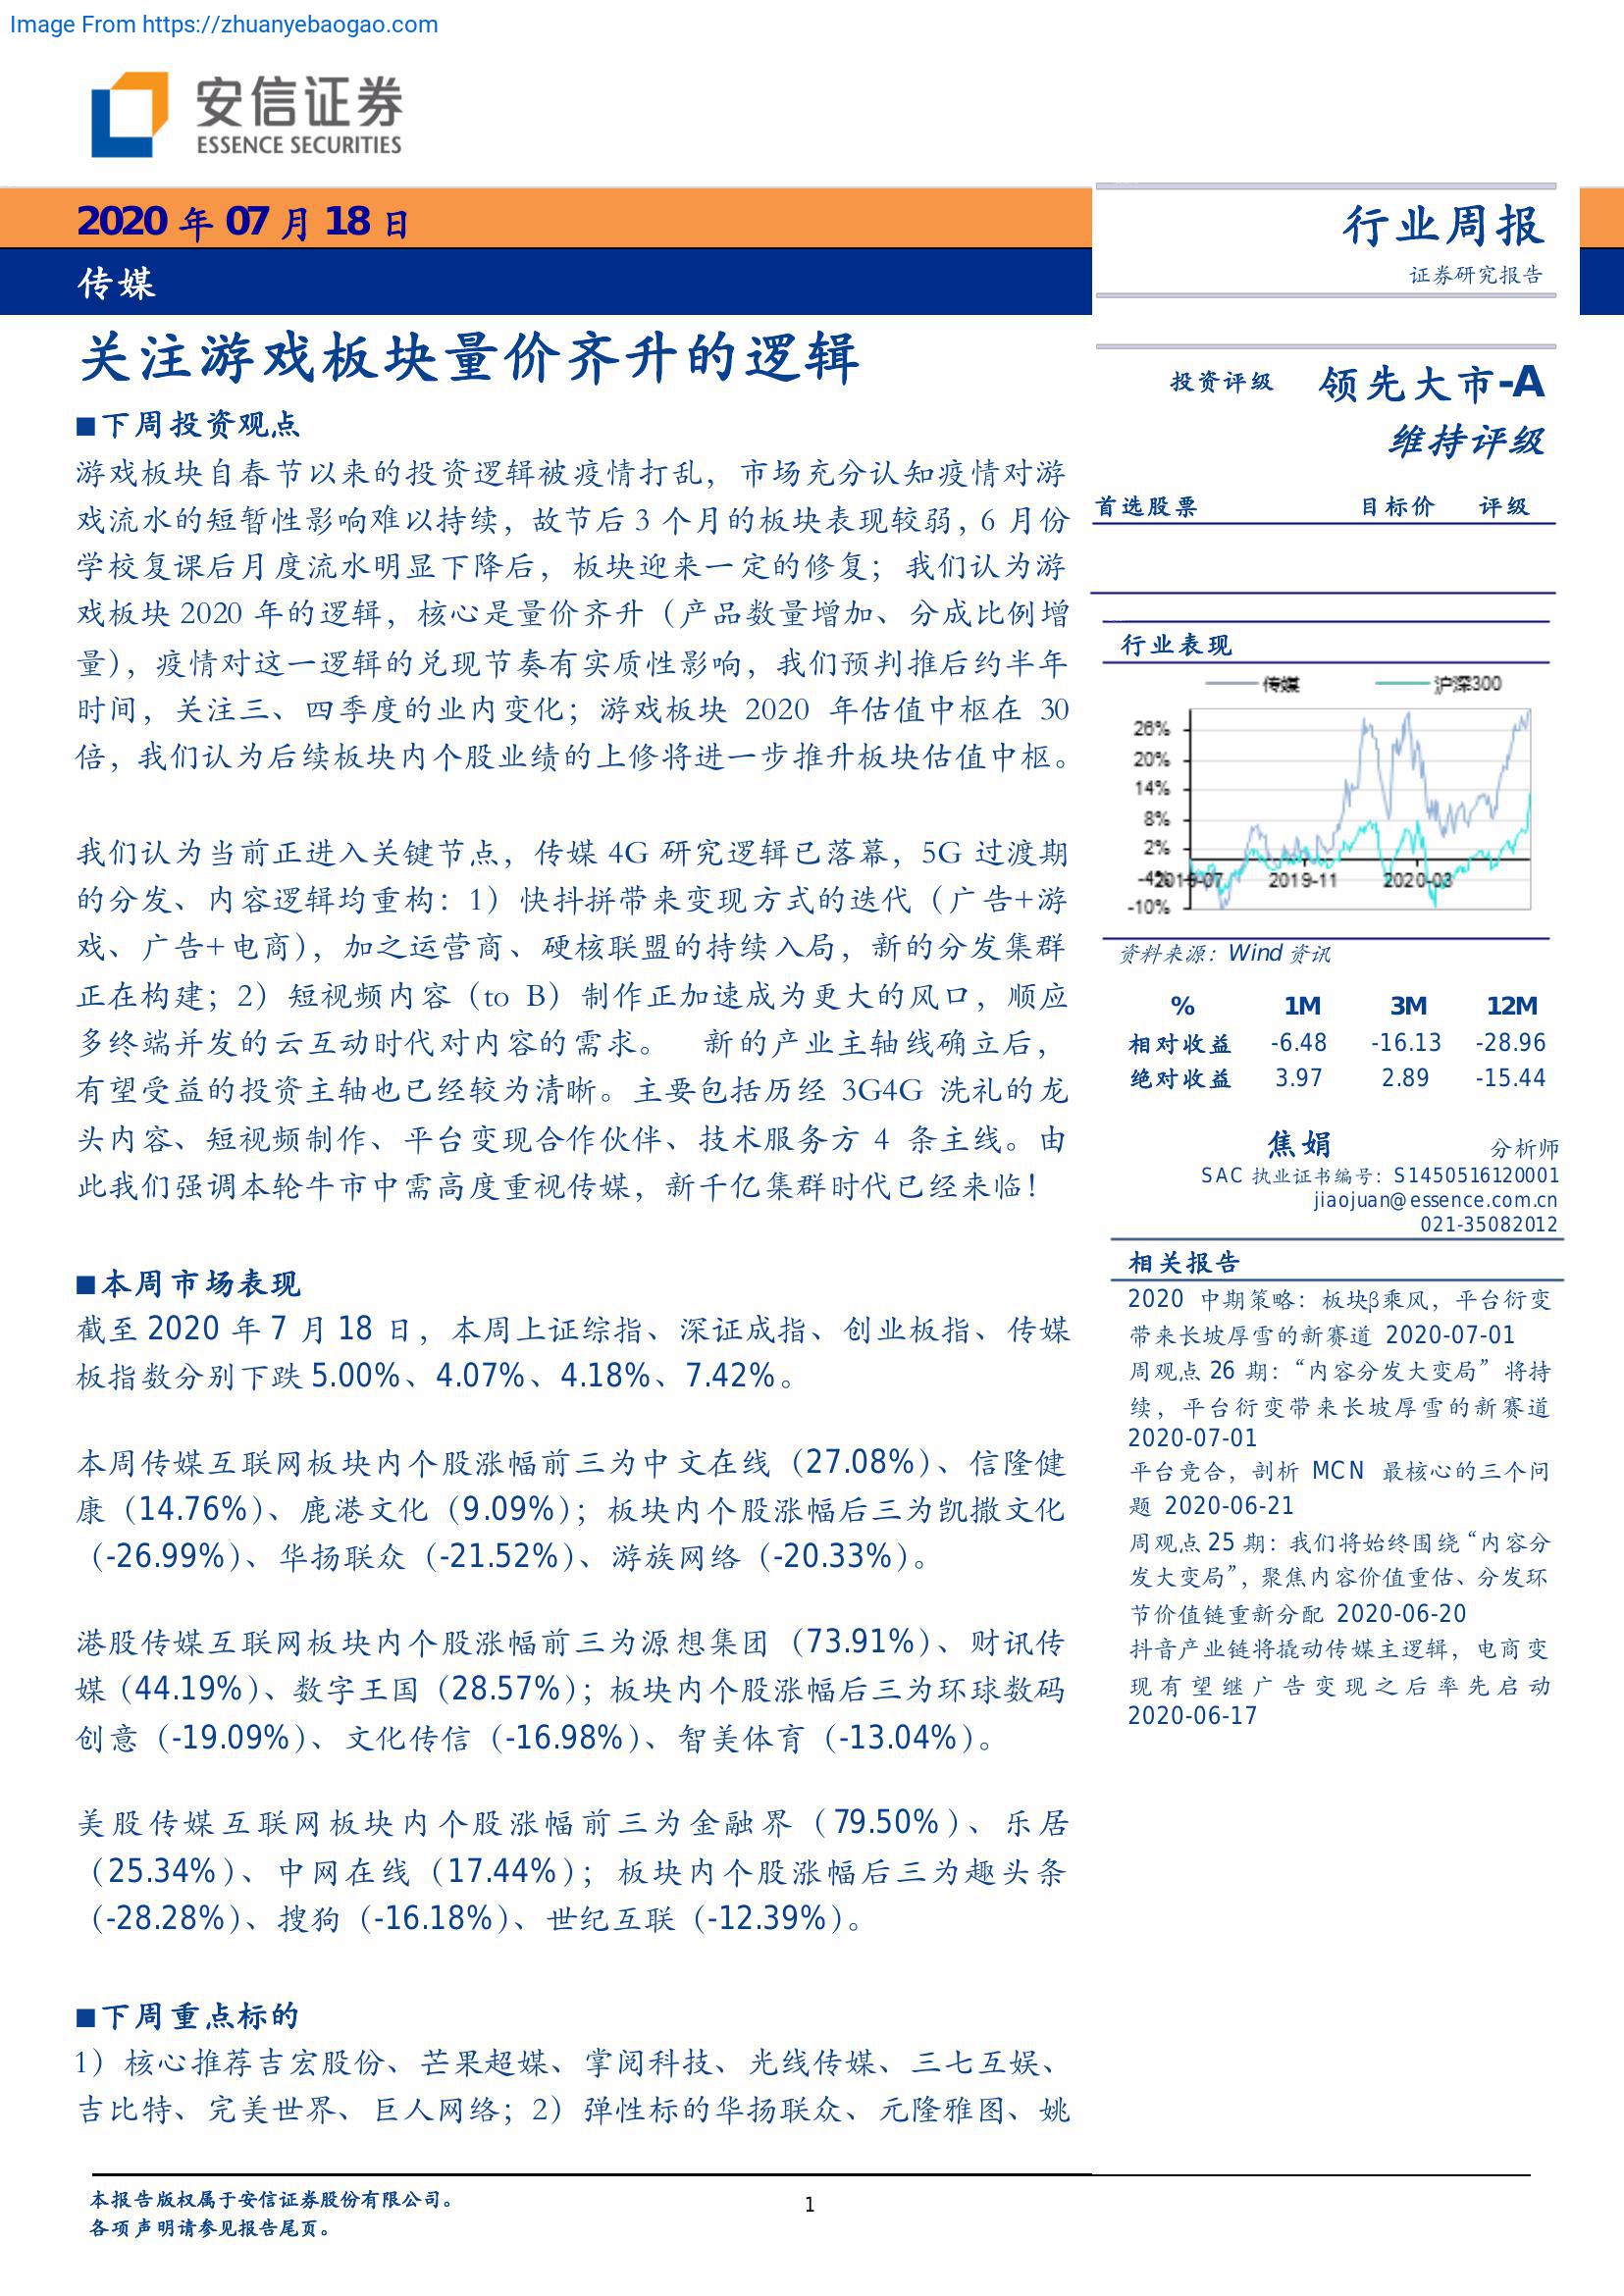 Image From https://zhuanyebaogao.com
安信证券
ESSENCE SECURITIES
2020 年 07 月 18 日
传媒
行业周报
证券研究报告
关注游戏板块量价齐升的逻辑
■下周投资观点
游戏板块自春节以来的投资逻辑被疫情打乱，市场充分认知疫情对游
戏流水的短暂性影响难以持续，故节后 3 个月的板块表现较弱，6 月份
学校复课后月度流水明显下降后，板块迎来一定的修复；我们认为游
戏板块 2020 年的逻辑，核心是量价齐升（产品数量增加、分成比例增
量），疫情对这一逻辑的兑现节奏有实质性影响，我们预判推后约半年
时间，关注三、四季度的业内变化；游戏板块 2020 年估值中枢在 30
倍，我们认为后续板块内个股业绩的上修将进一步推升板块估值中枢。
我们认为当前正进入关键节点，传媒 4G 研究逻辑已落幕，5G 过渡期
的分发、内容逻辑均重构：1）快抖拼带来变现方式的迭代（广告+游
戏、广告+电商），加之运营商、硬核联盟的持续入局，新的分发集群
正在构建；2）短视频内容（to B）制作正加速成为更大的风口，顺应
多终端并发的云互动时代对内容的需求。 新的产业主轴线确立后，
有望受益的投资主轴也已经较为清晰。主要包括历经 3G4G 洗礼的龙
头内容、短视频制作、平台变现合作伙伴、技术服务方 4 条主线。由
此我们强调本轮牛市中需高度重视传媒，新千亿集群时代已经来临！
■本周市场表现
截至 2020 年 7 月 18 日，本周上证综指、深证成指、创业板指、传媒
板指数分别下跌 5.00%、4.07%、4.18%、7.42%。
本周传媒互联网板块内个股涨幅前三为中文在线（27.08%）、信隆健
康（14.76%）、鹿港文化（9.09%）；板块内个股涨幅后三为凯撒文化
（-26.99%）、华扬联众（-21.52%）、游族网络（-20.33%）。
港股传媒互联网板块内个股涨幅前三为源想集团（73.91%）、财讯传
媒（44.19%）、数字王国（28.57%）；板块内个股涨幅后三为环球数码
创意（-19.09%）、文化传信（-16.98%）、智美体育（-13.04%）。
美股传媒互联网板块内个股涨幅前三为金融界（79.50%）、乐居
（25.34%）、中网在线（17.44%）；板块内个股涨幅后三为趣头条
（-28.28%）、搜狗（-16.18%）、世纪互联（-12.39%）。
■下周重点标的
1）核心推荐吉宏股份、芒果超媒、掌阅科技、光线传媒、三七互娱、
吉比特、完美世界、巨人网络；2）弹性标的华扬联众、元隆雅图、姚
投资评级 领先大市-A
维持评级
首选股票 目标价 评级
行业表现
传媒 沪深300
26%
20%
14%
8%
2%
-4%
-10%
2019-07 2019-11 2020-03
资料来源：Wind 资讯
% 1M 3M 12M
相对收益 -6.48 -16.13 -28.96
绝对收益 3.97 2.89 -15.44
焦娟 分析师
SAC 执业证书编号：S1450516120001
jiaojuan@essence.com.cn
021-35082012
相关报告
2020 中期策略：板块β乘风，平台衍变
带来长坡厚雪的新赛道 2020-07-01
周观点 26 期：“内容分发大变局”将持
续，平台衍变带来长坡厚雪的新赛道
2020-07-01
平台竞合，剖析 MCN 最核心的三个问
题 2020-06-21
周观点 25 期：我们将始终围绕“内容分
发大变局”，聚焦内容价值重估、分发环
节价值链重新分配 2020-06-20
抖音产业链将撬动传媒主逻辑，电商变
现有望继广告变现之后率先启动
2020-06-17
本报告版权属于安信证券股份有限公司。
各项声明请参见报告尾页。
1